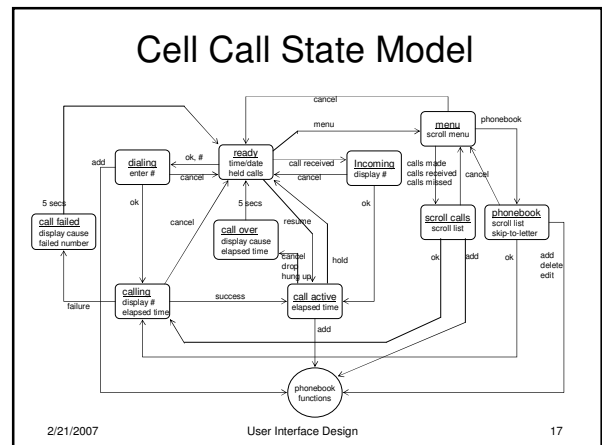 Cell Call State Model
cancel
menu
menu
scroll menu
phonebook
ready
time/date
held calls
dialing
enter #
ok, #
cancel
add
call received
cancel
Incoming
display #
calls made
calls received
calls missed
cancel
5 secs
ok
cancel
5 secs
resume
ok
call failed
display cause
failed number
call over
display cause
elapsed time
scroll calls
scroll list
phonebook
scroll list
skip-to-letter
cancel
drop
hung up
hold
ok
add
ok
add
delete
edit
failure
calling
display #
elapsed time
success
call active
elapsed time
add
phonebook
functions
2/21/2007
User Interface Design
17